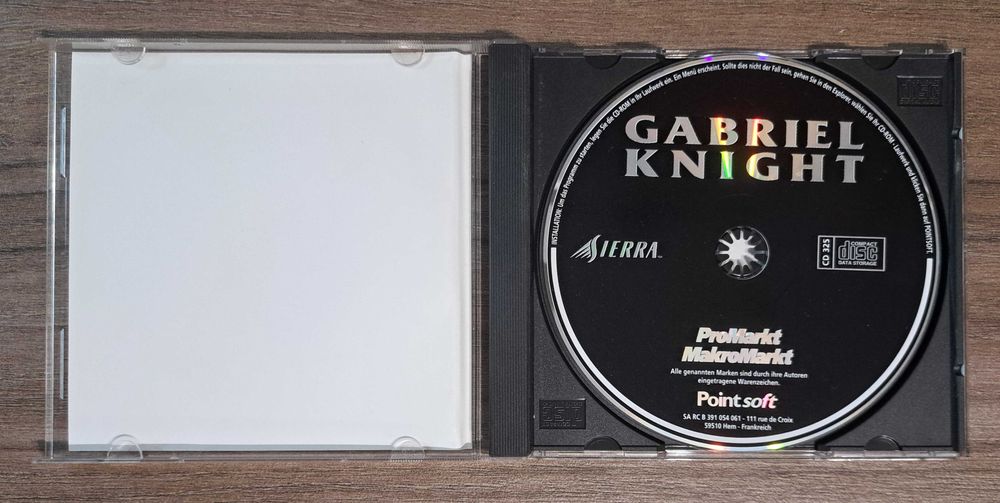 INSTALLATION: Um das Programm zu starten, legen Sie die CD-ROM in Ihr Laufwerk ein. Ein Menü erscheint. Sollte dies nicht der Fall sein, gehen Sie in den Explorer, wählen Sie Ihr CD-ROM - Laufwerk und klicken Sie dann auf POINTSOFT.
GABRIEL
KNIGHT
SIERRA
CD 325
COMPACT
disc
DATA STORAGE
ProMarkt
MakroMarkt
Alle genannten Marken sind durch ihre Autoren
eingetragene Warenzeichen.
Pointsoft
SA RC B 391 054 061 - 111 rue de Croix
59510 Hem - Frankreich